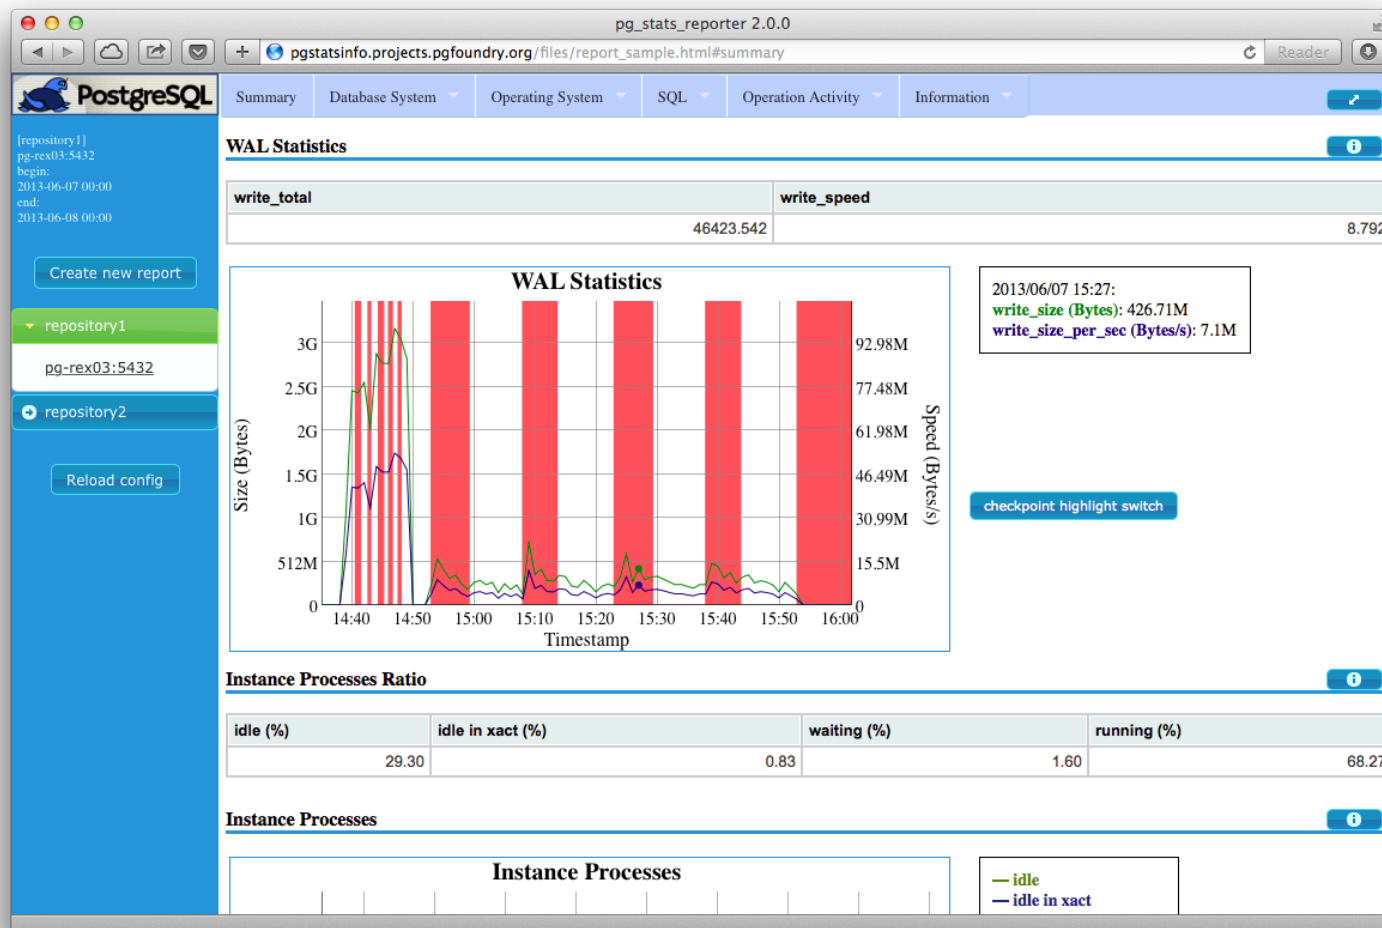 pg_stats_reporter 2.0.0
pgstatsinfo.projects.pgfoundry.org/files/report_sample.html#summary
Reader
PostgreSQL
Summary Database System Operating System SQL Operation Activity Information
[repository1]
pg-rex03:5432
begin:
2013-06-07 00:00
end:
2013-06-08 00:00
Create new report
repository1
pg-rex03:5432
repository2
Reload config
WAL Statistics
write_total write_speed
46423.542 8.792
WAL Statistics
3G
2.5G
2G
1.5G
1G
512M
0
Size (Bytes)
92.98M
77.48M
61.98M
46.49M
30.99M
15.5M
0
Speed (Bytes/s)
14:40 14:50 15:00 15:10 15:20 15:30 15:40 15:50 16:00
Timestamp
2013/06/07 15:27:
write_size (Bytes): 426.71M
write_size_per_sec (Bytes/s): 7.1M
checkpoint highlight switch
Instance Processes Ratio
idle (%) idle in xact (%) waiting (%) running (%)
29.30 0.83 1.60 68.27
Instance Processes
Instance Processes
idle
idle in xact